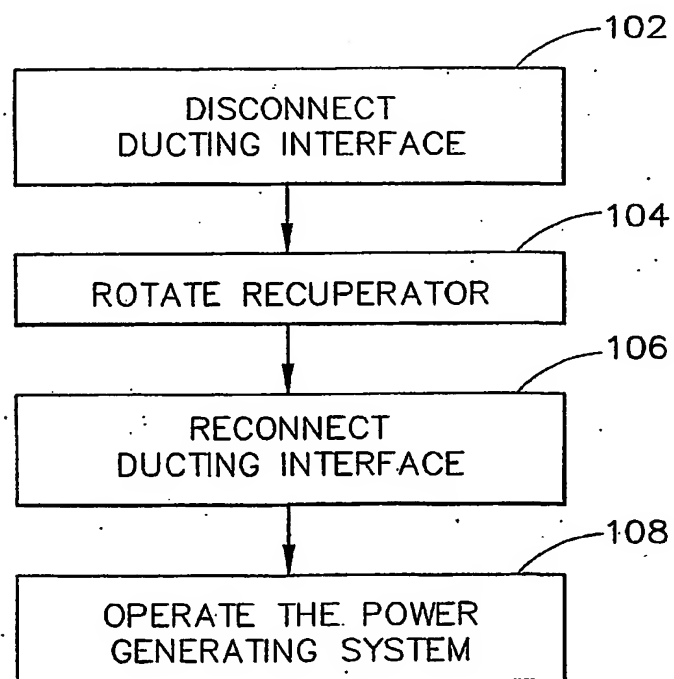 102
DISCONNECT
DUCTING INTERFACE
104
ROTATE RECUPERATOR
106
RECONNECT
DUCTING INTERFACE
108
OPERATE THE POWER
GENERATING SYSTEM